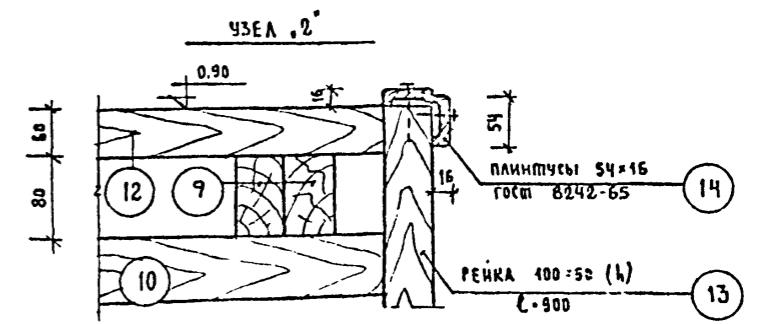 УЗЕЛ „2"
0.90
16
60
54
ПЛИНТУСЫ 54×16
ГОСТ 8242-65
14
12
9
16
80
10
РЕЙКА 100×50 (h)
ℓ=900
13